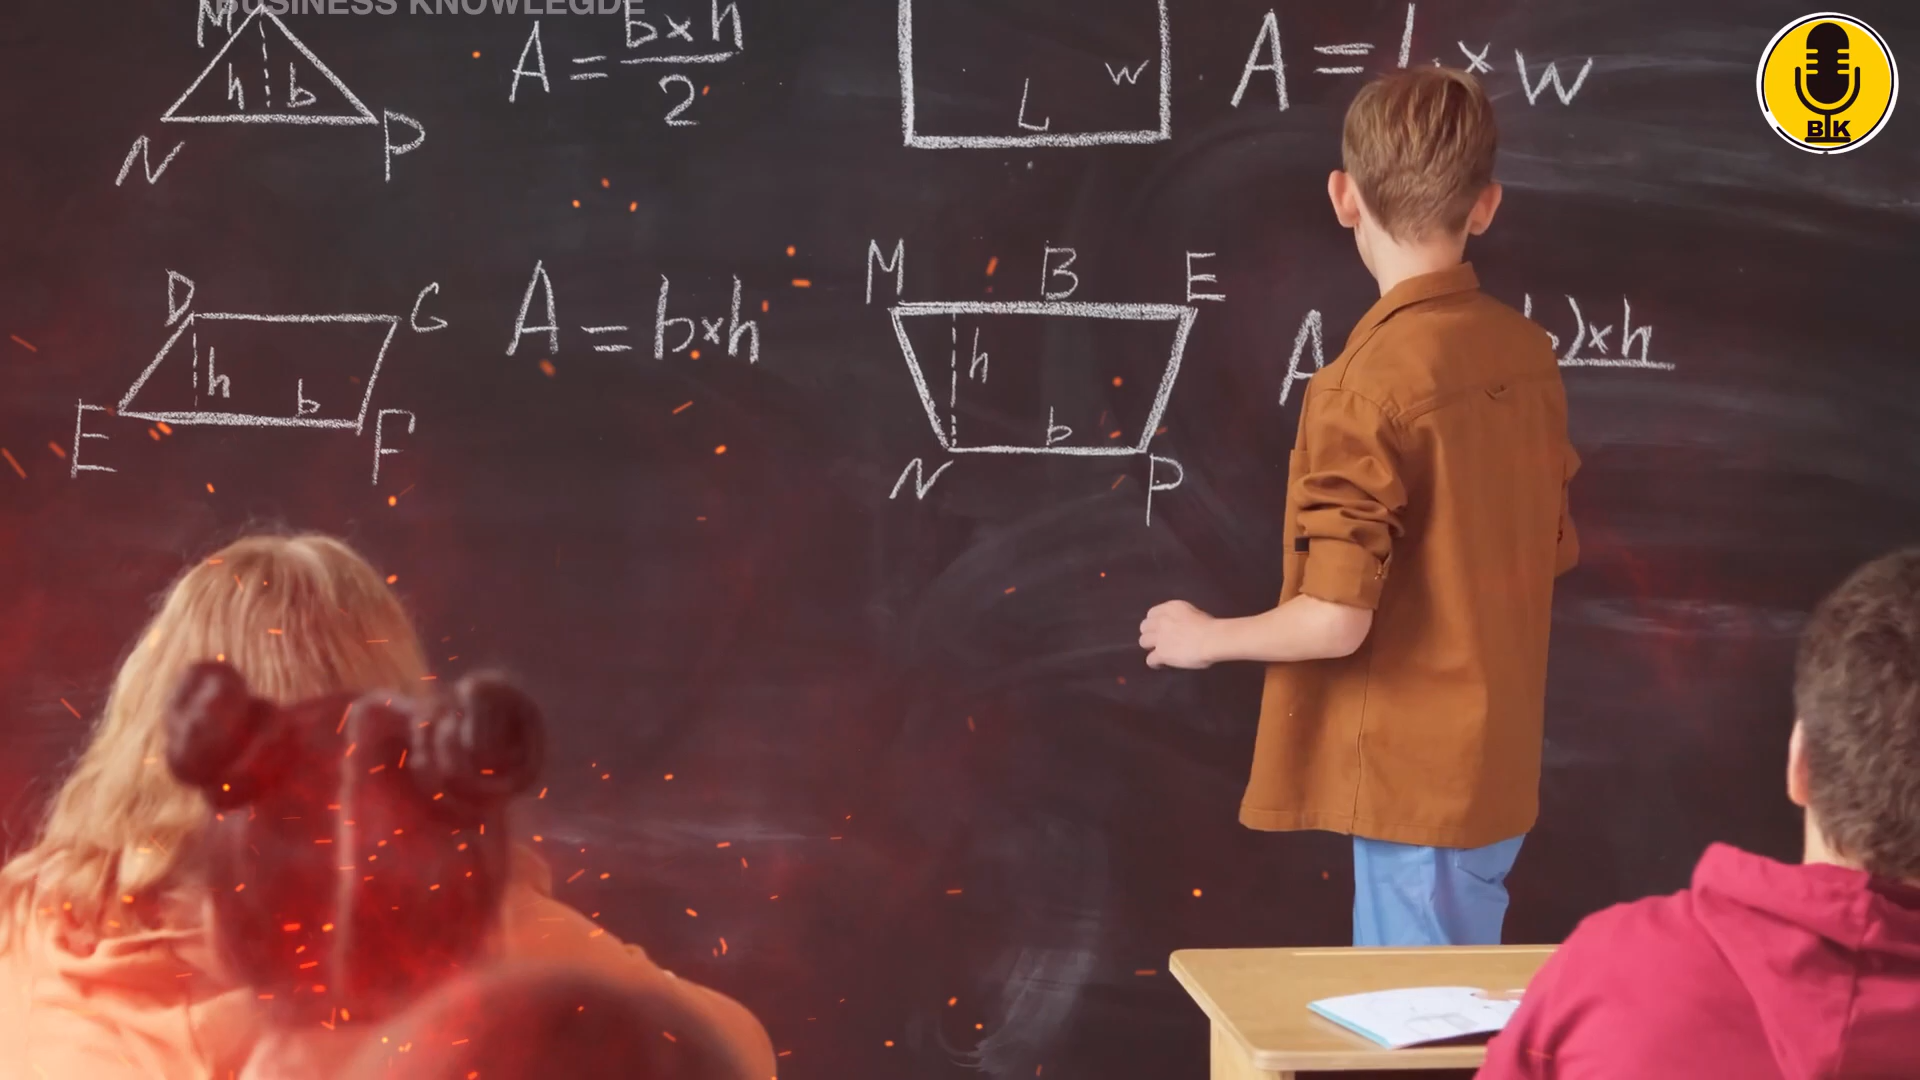 BUSINESS KNOWLEGDE
M
h b
N P
A = b×h
2
W
L
A = L × W
BK
D G
h b
E F
A = b×h
M B E
h
b
N P
A b)×h